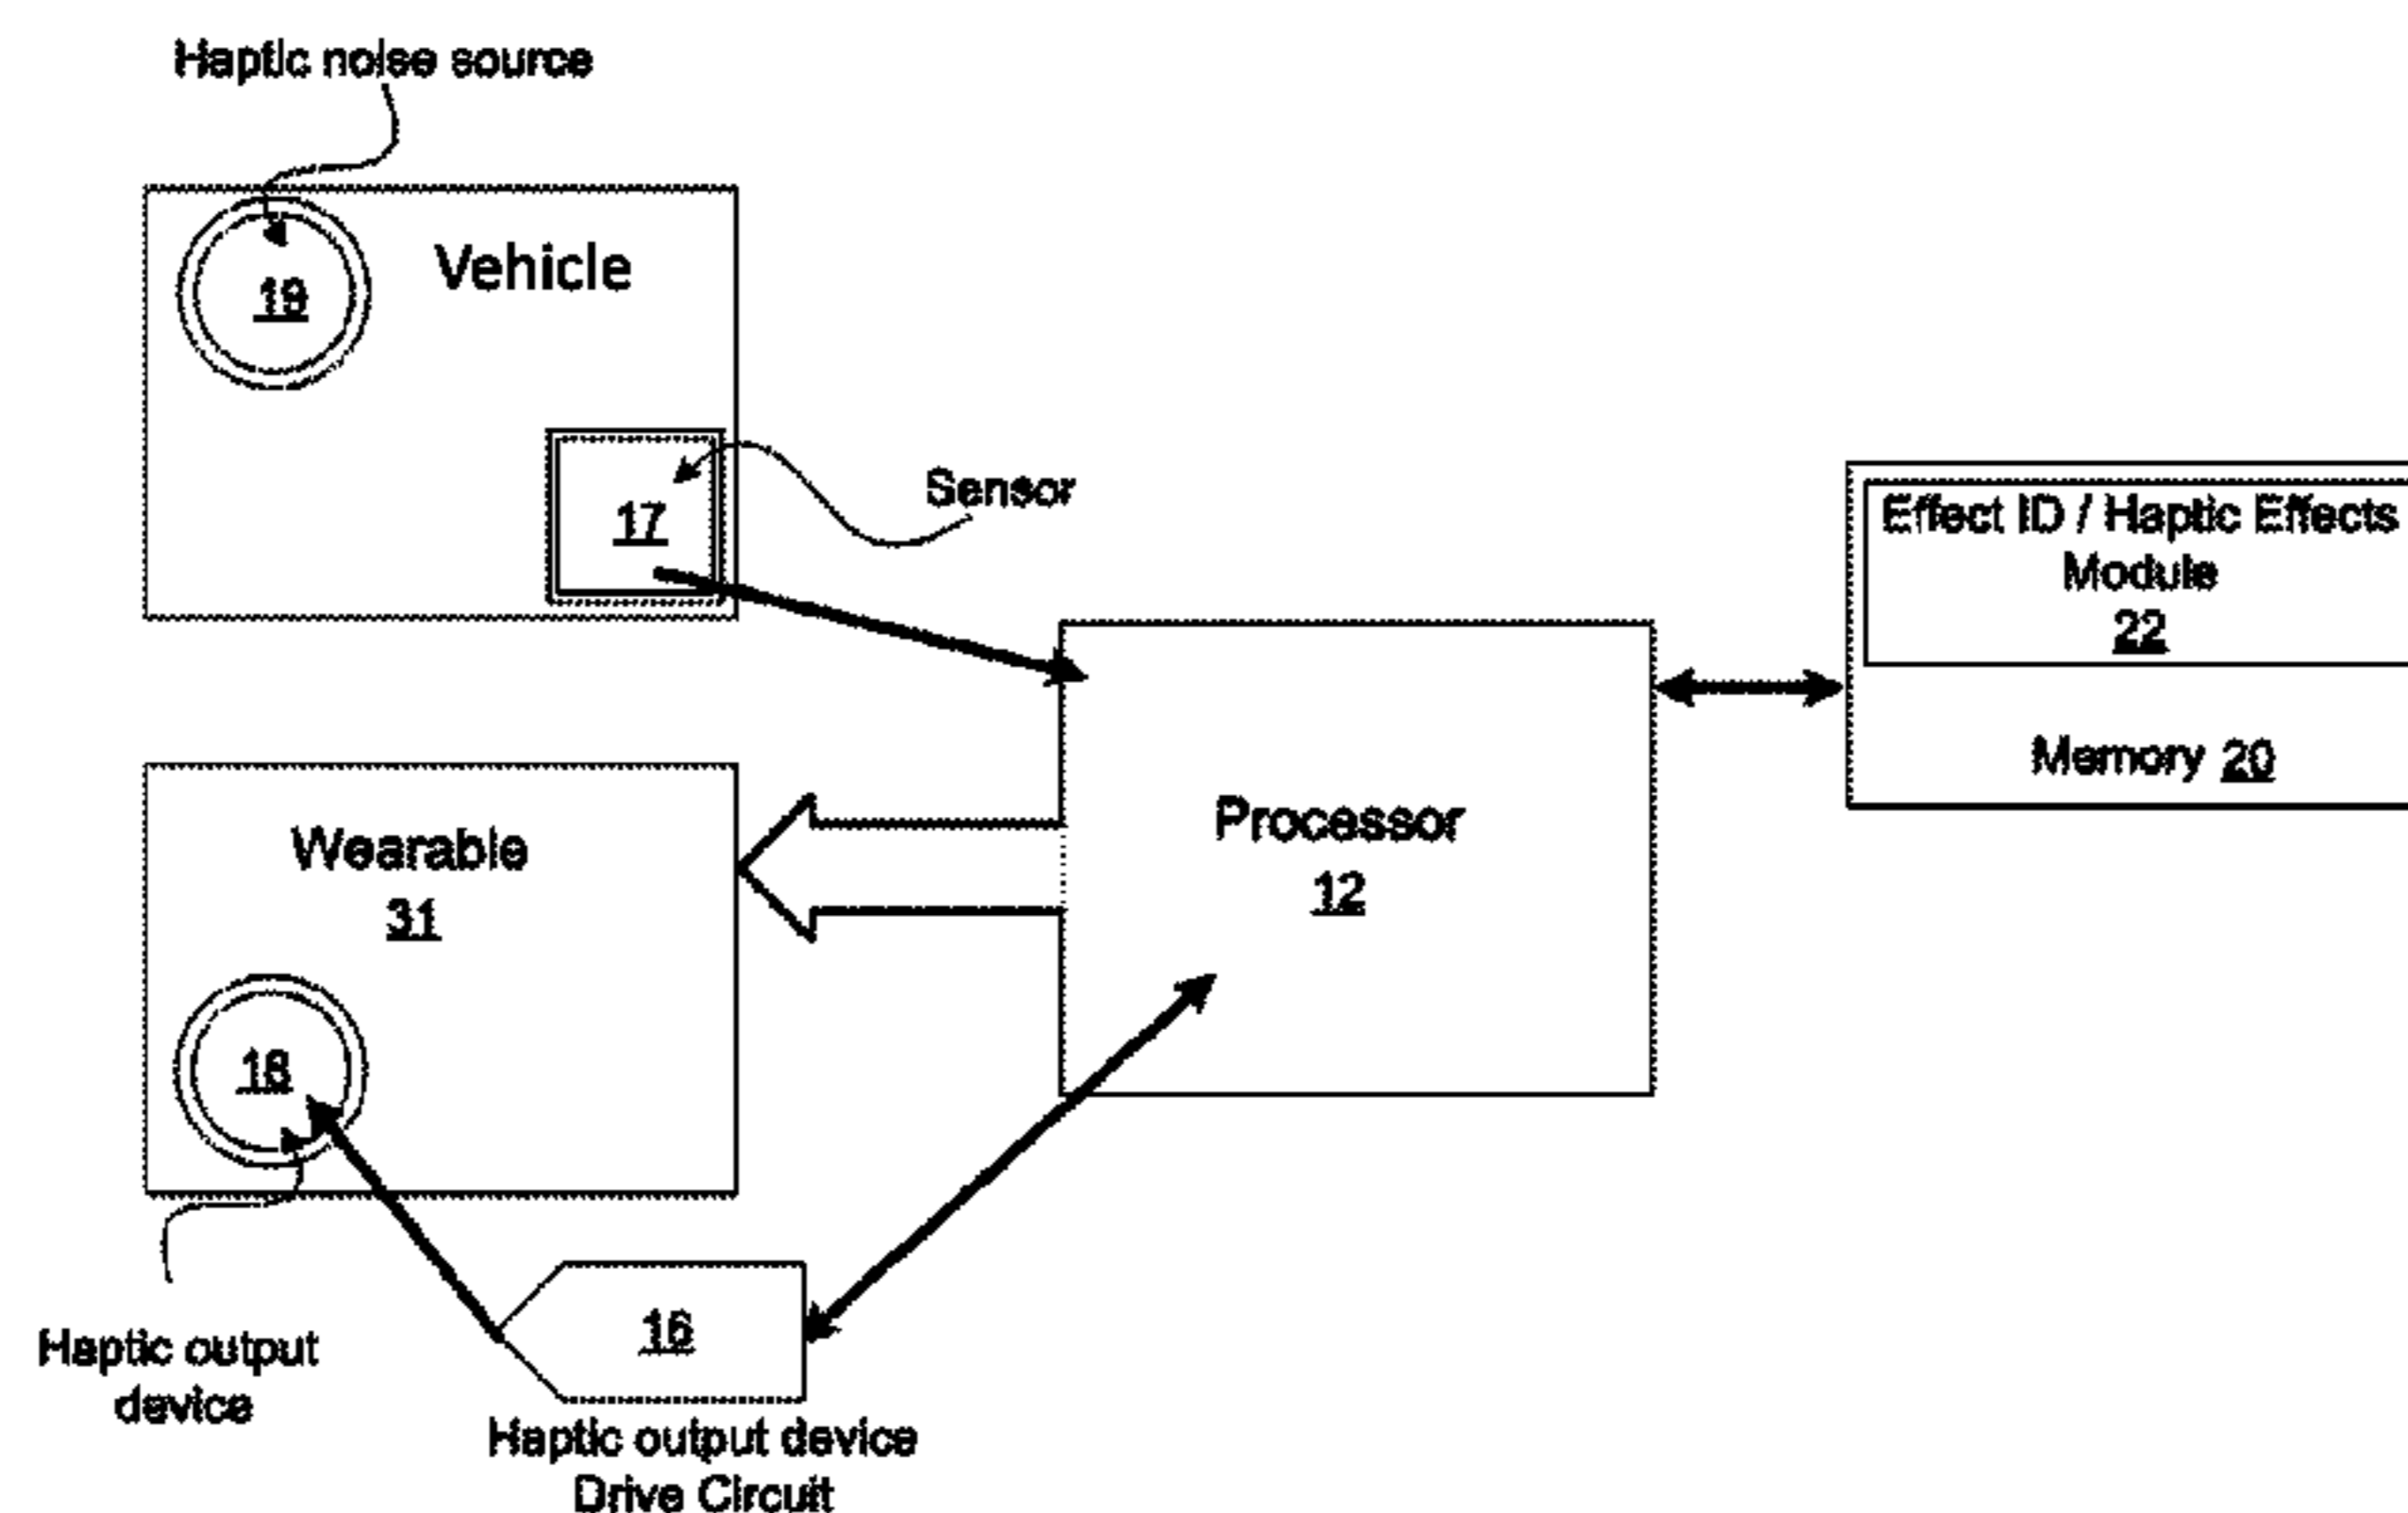 Haptic noise source
Vehicle
19
17
Sensor
Effect ID / Haptic Effects
Module
22
Memory 20
Processor
12
Wearable
31
18
16
Haptic output
device
Haptic output device
Drive Circuit